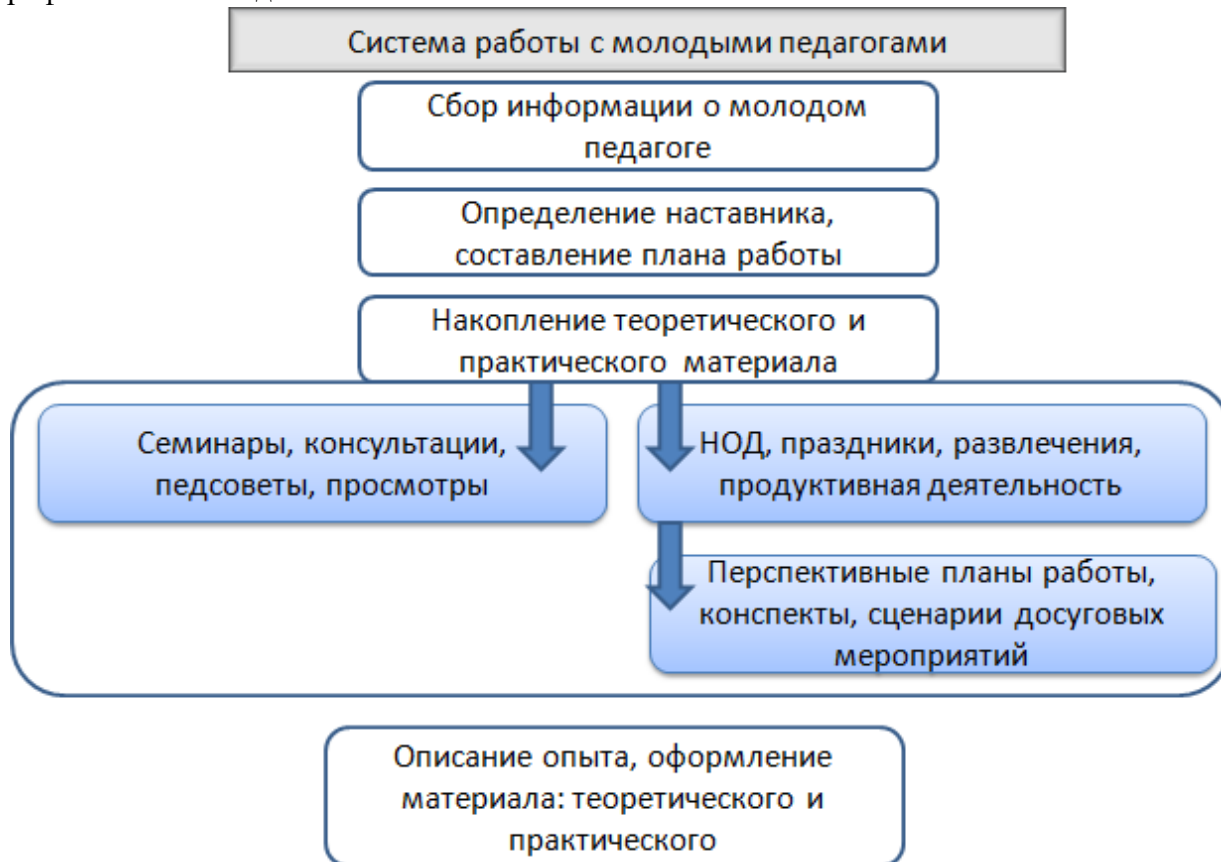 Система работы с молодыми педагогами
Сбор информации о молодом
педагоге
Определение наставника,
составление плана работы
Накопление теоретического и
практического материала
Семинары, консультации,
педсоветы, просмотры
НОД, праздники, развлечения,
продуктивная деятельность
Перспективные планы работы,
конспекты, сценарии досуговых
мероприятий
Описание опыта, оформление
материала: теоретического и
практического